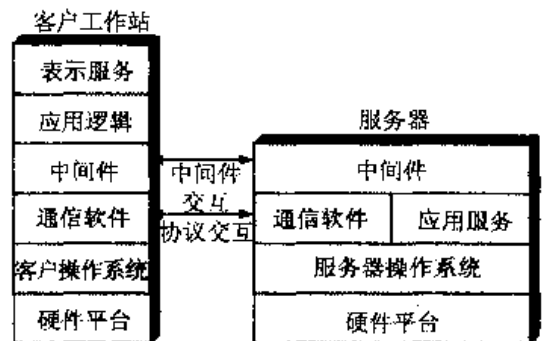 客户工作站
表示服务
应用逻辑
中间件
通信软件
客户操作系统
硬件平台
中间件
交互
协议交互
服务器
中间件
通信软件
应用服务
服务器操作系统
硬件平台